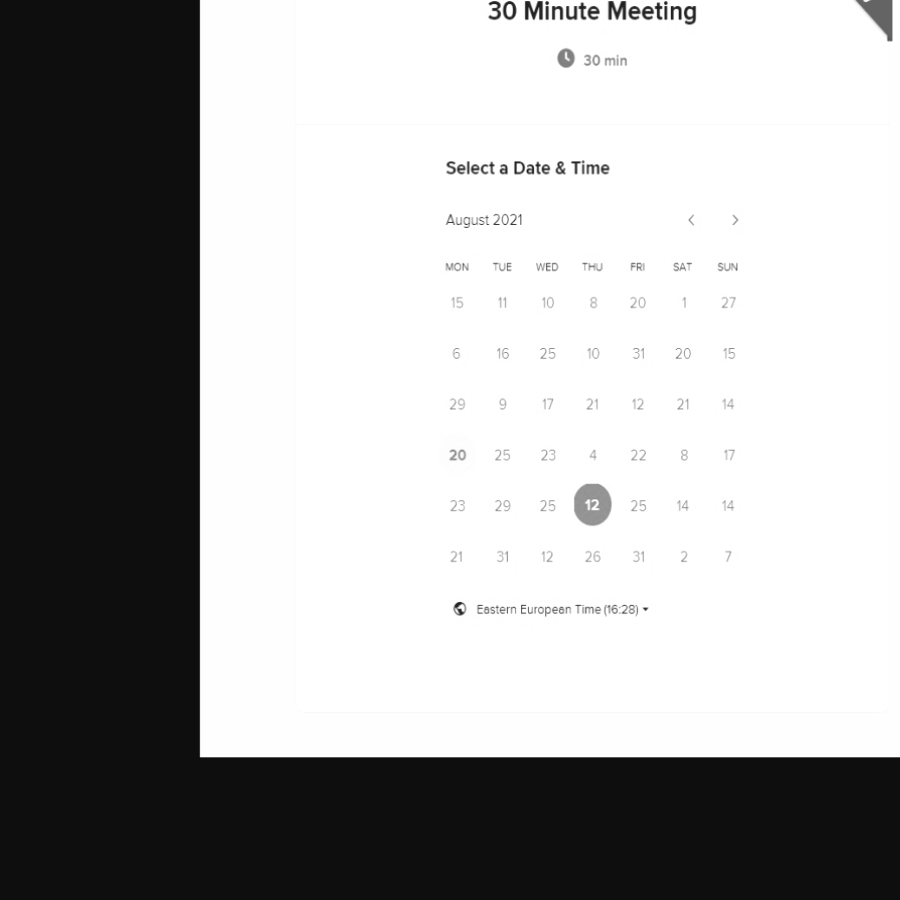 30 Minute Meeting
30 min
Select a Date & Time
August 2021
MON TUE WED THU FRI SAT SUN
15 11 10 8 20 1 27
6 16 25 10 31 20 15
29 9 17 21 12 21 14
20 25 23 4 22 8 17
23 29 25 12 25 14 14
21 31 12 26 31 2 7
Eastern European Time (16:28)